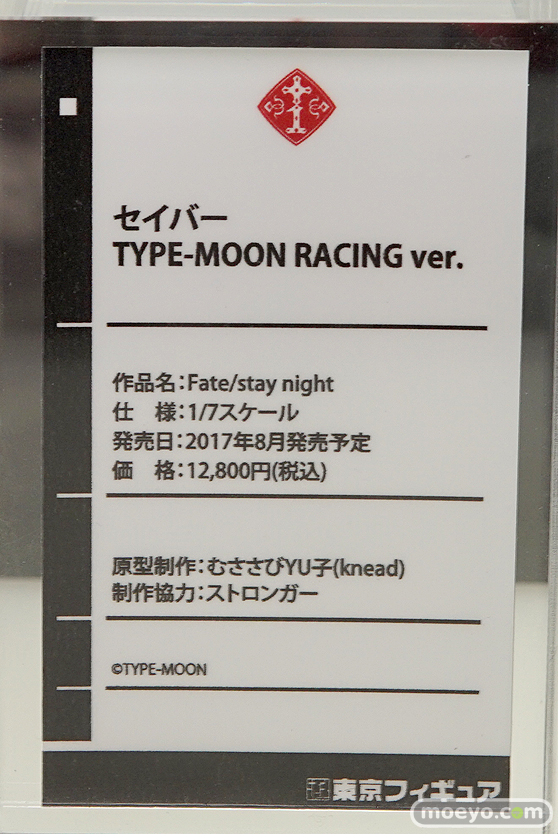 セイバー
TYPE-MOON RACING ver.
作品名：Fate/stay night
仕　様：1/7スケール
発売日：2017年8月発売予定
価　格：12,800円(税込)
原型制作：むささびYU子(knead)
制作協力：ストロンガー
©TYPE-MOON
東京フィギュア
moeyo.com